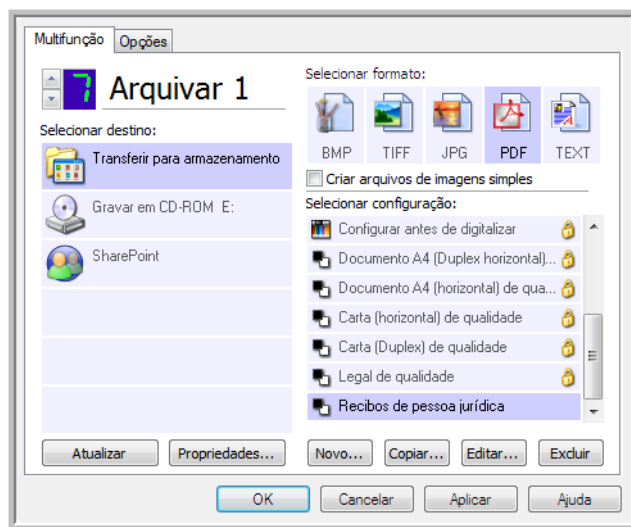 Multifunção Opções
7 Arquivar 1
Selecionar destino:
Transferir para armazenamento
Gravar em CD-ROM E:
SharePoint
Atualizar Propriedades...
Selecionar formato:
BMP TIFF JPG PDF TEXT
Criar arquivos de imagens simples
Selecionar configuração:
Configurar antes de digitalizar
Documento A4 (Duplex horizontal)...
Documento A4 (horizontal) de qua...
Carta (horizontal) de qualidade
Carta (Duplex) de qualidade
Legal de qualidade
Recibos de pessoa jurídica
Novo... Copiar... Editar... Excluir
OK Cancelar Aplicar Ajuda